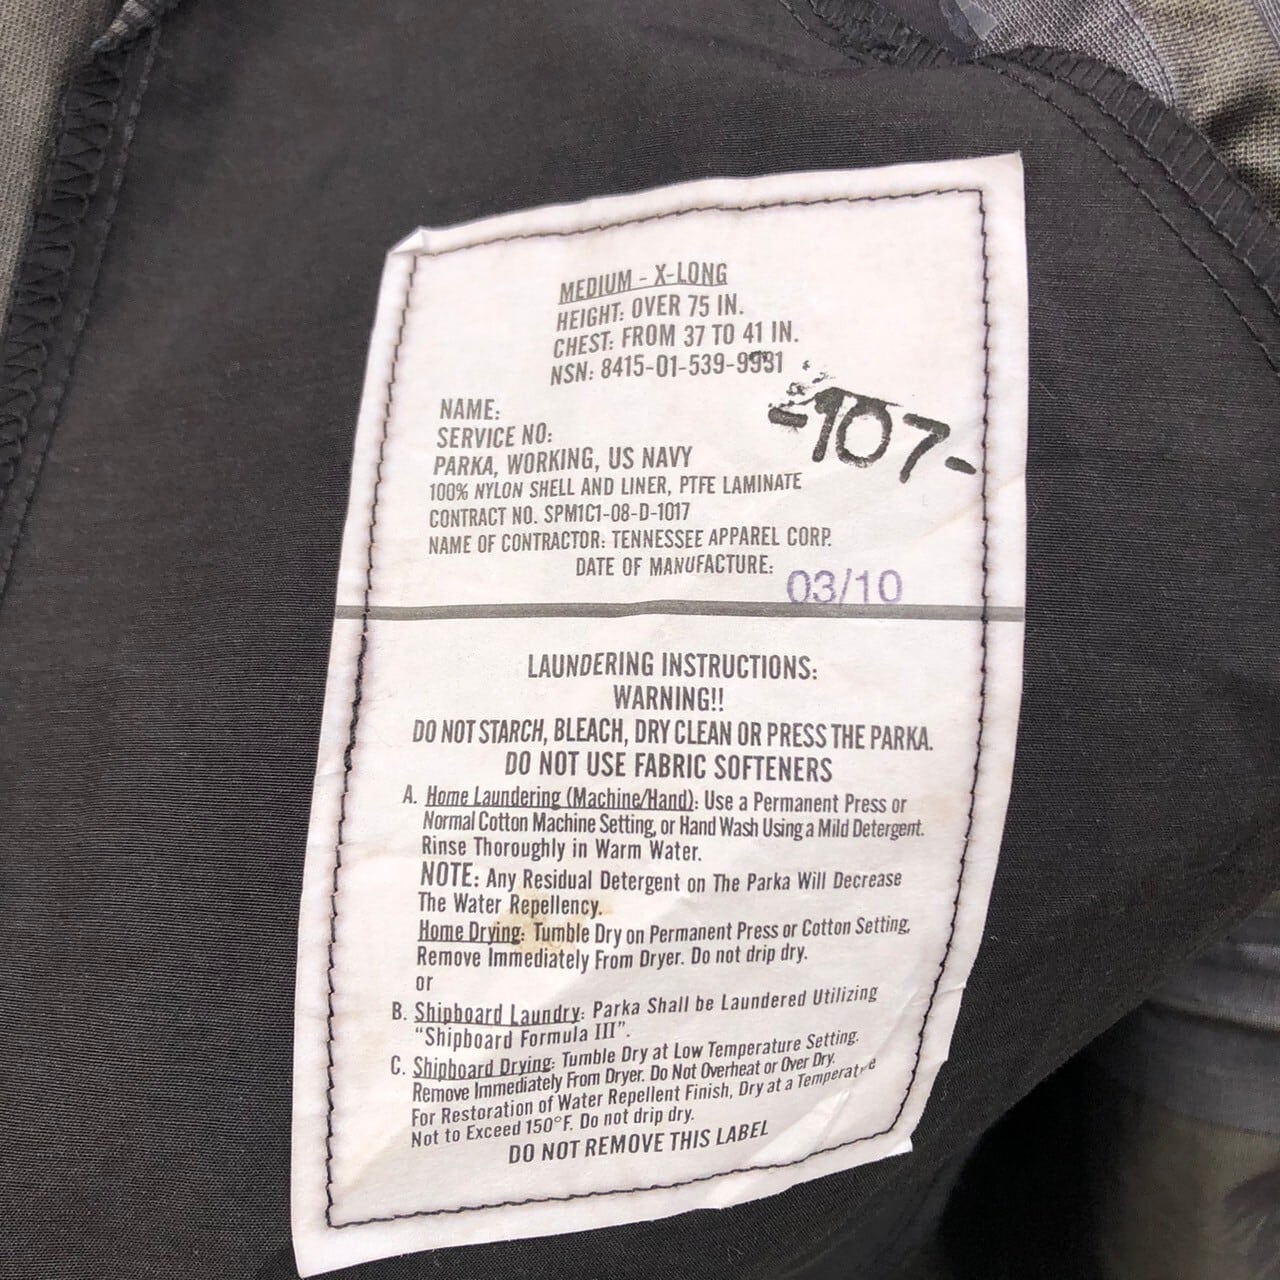 MEDIUM - X-LONG
HEIGHT: OVER 75 IN.
CHEST: FROM 37 TO 41 IN.
NSN: 8415-01-539-9931
-107-
NAME:
SERVICE NO:
PARKA, WORKING, US NAVY
100% NYLON SHELL AND LINER, PTFE LAMINATE
CONTRACT NO. SPM1C1-08-D-1017
NAME OF CONTRACTOR: TENNESSEE APPAREL CORP.
DATE OF MANUFACTURE: 03/10
LAUNDERING INSTRUCTIONS:
WARNING!!
DO NOT STARCH, BLEACH, DRY CLEAN OR PRESS THE PARKA.
DO NOT USE FABRIC SOFTENERS
A. Home Laundering (Machine/Hand): Use a Permanent Press or
Normal Cotton Machine Setting, or Hand Wash Using a Mild Detergent.
Rinse Thoroughly in Warm Water.
NOTE: Any Residual Detergent on The Parka Will Decrease
The Water Repellency.
Home Drying: Tumble Dry on Permanent Press or Cotton Setting,
Remove Immediately From Dryer. Do not drip dry.
or
B. Shipboard Laundry: Parka Shall be Laundered Utilizing
"Shipboard Formula III".
C. Shipboard Drying: Tumble Dry at Low Temperature Setting.
Remove Immediately From Dryer. Do Not Overheat or Over Dry.
For Restoration of Water Repellent Finish, Dry at a Temperature
Not to Exceed 150°F. Do not drip dry.
DO NOT REMOVE THIS LABEL